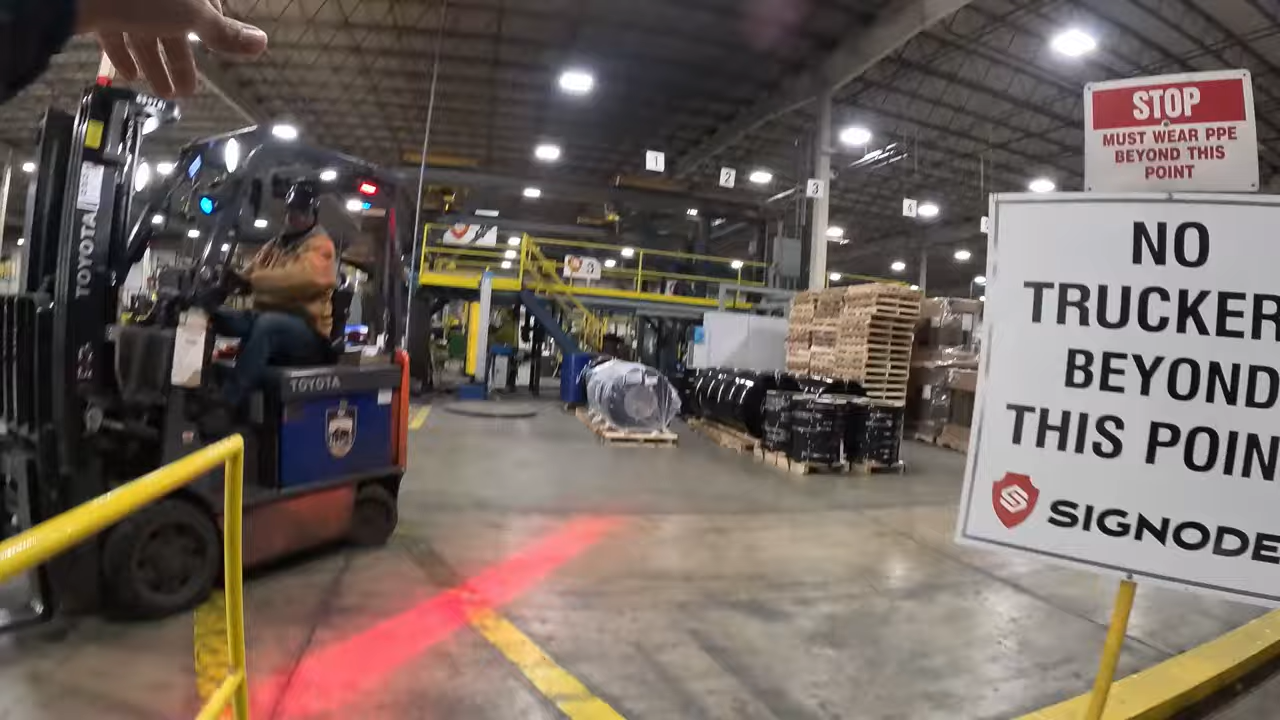 STOP
MUST WEAR PPE
BEYOND THIS
POINT
NO
TRUCKER
BEYOND
THIS POIN
SIGNODE
TOYOTA
TOYOTA
1
2
3
4
3